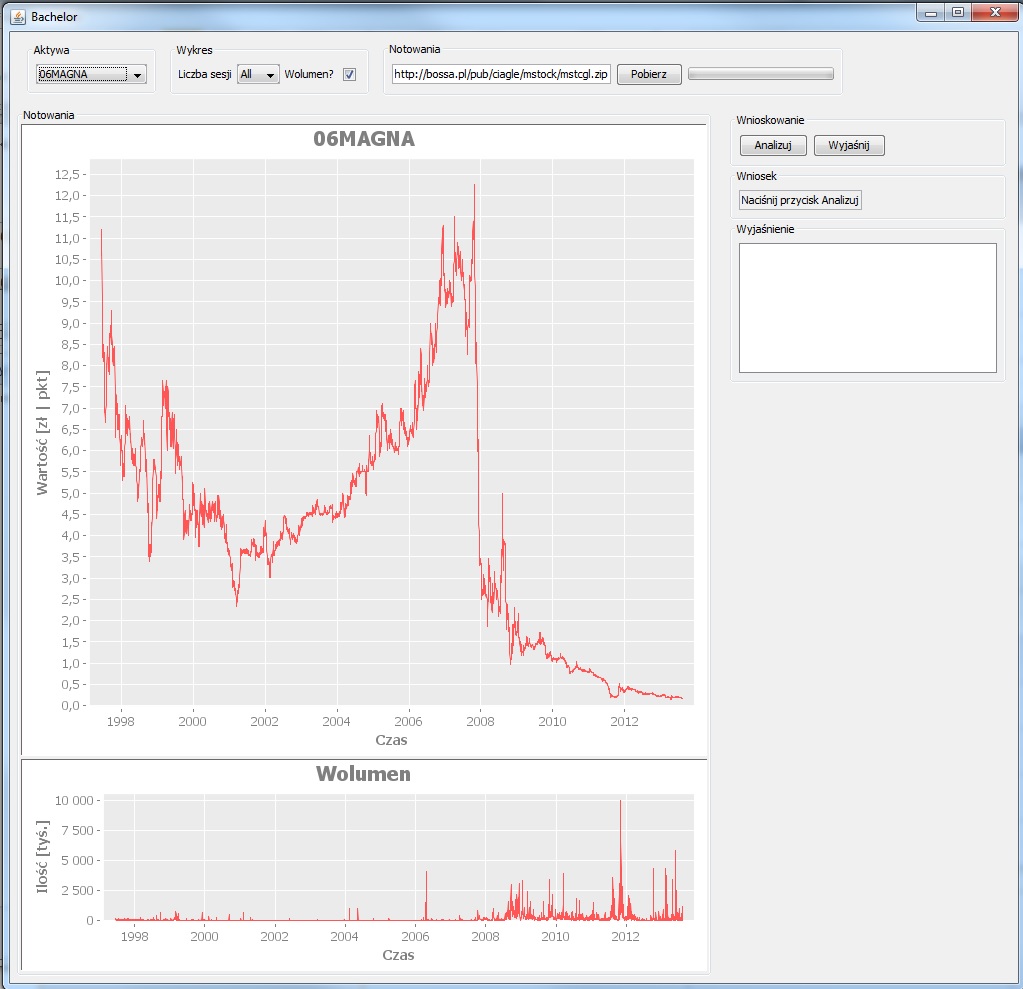 Bachelor
Aktywa
06MAGNA
Wykres
Liczba sesji All Wolumen?
Notowania
http://bossa.pl/pub/ciagle/mstock/mstcgl.zip Pobierz
Notowania
06MAGNA
12,5
12,0
11,5
11,0
10,5
10,0
9,5
9,0
8,5
8,0
7,5
7,0
6,5
6,0
5,5
5,0
4,5
4,0
3,5
3,0
2,5
2,0
1,5
1,0
0,5
0,0
Wartość [zł | pkt]
1998 2000 2002 2004 2006 2008 2010 2012
Czas
Wolumen
10 000
7 500
5 000
2 500
0
Ilość [tyś.]
1998 2000 2002 2004 2006 2008 2010 2012
Czas
Wnioskowanie
Analizuj Wyjaśnij
Wniosek
Naciśnij przycisk Analizuj
Wyjaśnienie